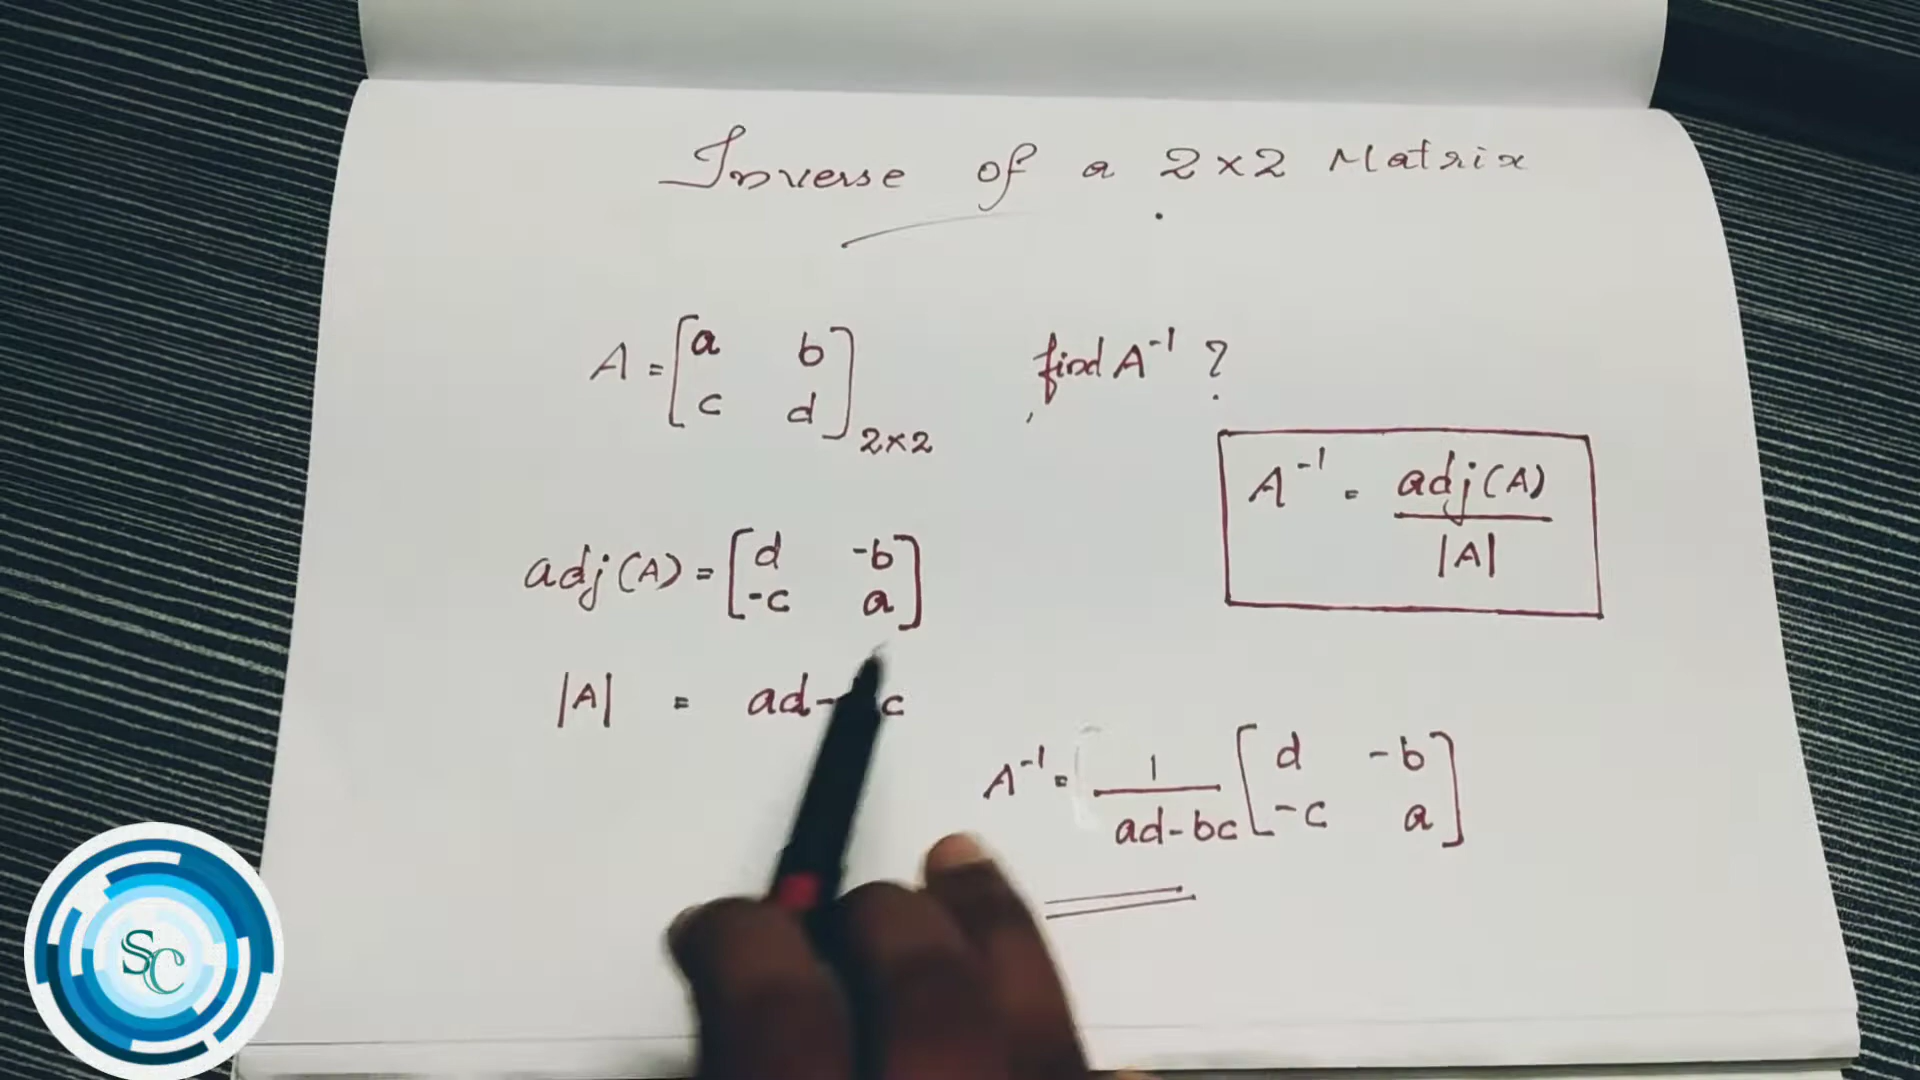 Inverse of a 2×2 Matrix
A = [a b
c d]2×2
find A⁻¹ ?
A⁻¹ = adj(A)
|A|
adj(A) = [d -b
-c a]
|A| = ad- c
A⁻¹ = 1
ad-bc [d -b
-c a]
SC